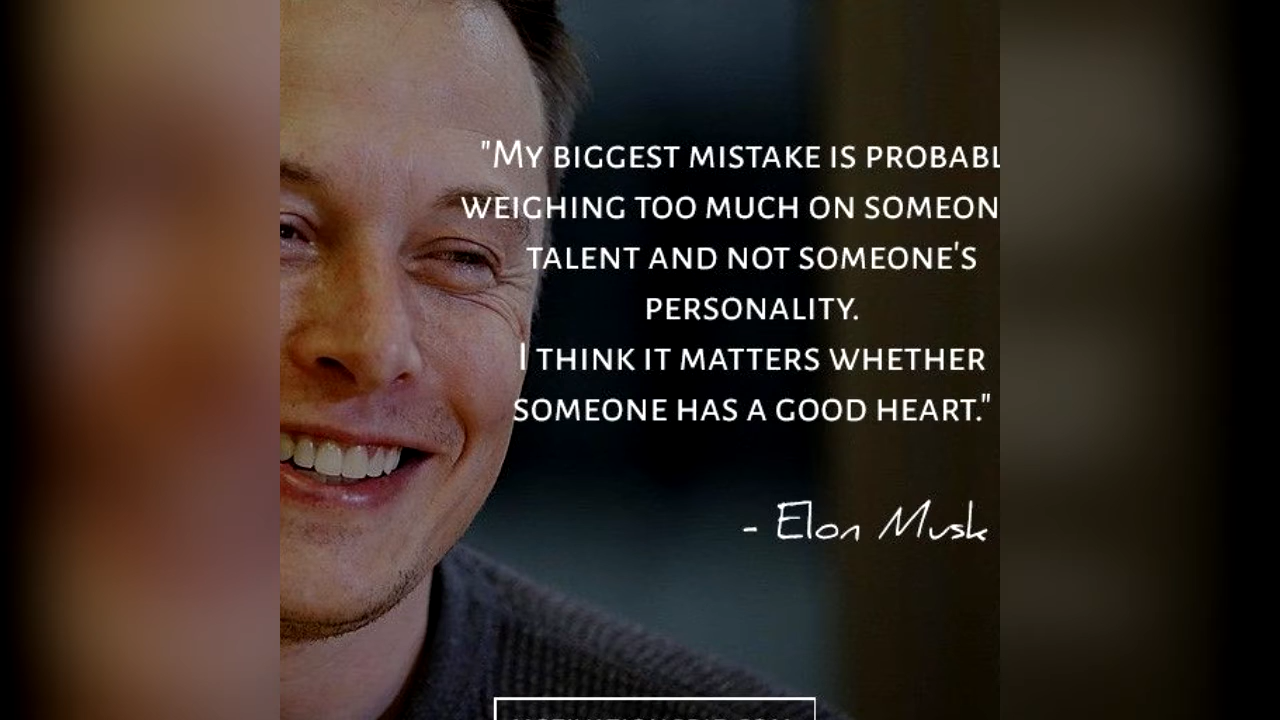 "MY BIGGEST MISTAKE IS PROBABL
WEIGHING TOO MUCH ON SOMEON
TALENT AND NOT SOMEONE'S
PERSONALITY.
I THINK IT MATTERS WHETHER
SOMEONE HAS A GOOD HEART."
- Elon Musk